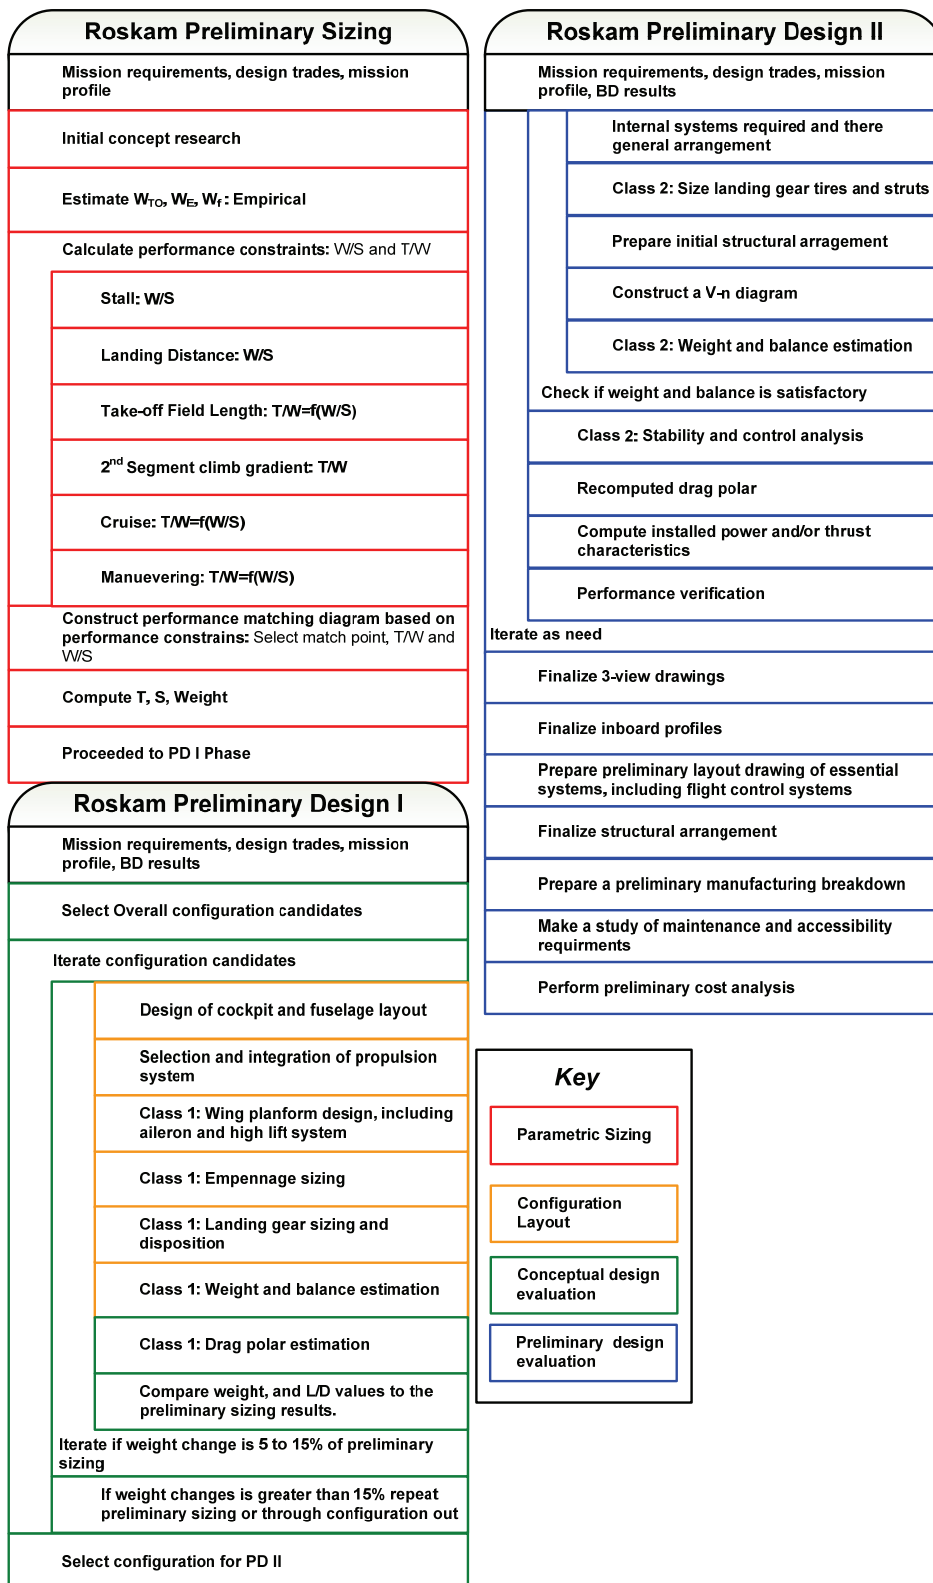 Roskam Preliminary Sizing
Mission requirements, design trades, mission
profile
Initial concept research
Estimate W_TO, W_E, W_f : Empirical
Calculate performance constraints: W/S and T/W
Stall: W/S
Landing Distance: W/S
Take-off Field Length: T/W=f(W/S)
2nd Segment climb gradient: T/W
Cruise: T/W=f(W/S)
Manuevering: T/W=f(W/S)
Construct performance matching diagram based on
performance constrains: Select match point, T/W and
W/S
Compute T, S, Weight
Proceeded to PD I Phase
Roskam Preliminary Design I
Mission requirements, design trades, mission
profile, BD results
Select Overall configuration candidates
Iterate configuration candidates
Design of cockpit and fuselage layout
Selection and integration of propulsion
system
Class 1: Wing planform design, including
aileron and high lift system
Class 1: Empennage sizing
Class 1: Landing gear sizing and
disposition
Class 1: Weight and balance estimation
Class 1: Drag polar estimation
Compare weight, and L/D values to the
preliminary sizing results.
Iterate if weight change is 5 to 15% of preliminary
sizing
If weight changes is greater than 15% repeat
preliminary sizing or through configuration out
Select configuration for PD II
Roskam Preliminary Design II
Mission requirements, design trades, mission
profile, BD results
Internal systems required and there
general arrangement
Class 2: Size landing gear tires and struts
Prepare initial structural arragement
Construct a V-n diagram
Class 2: Weight and balance estimation
Check if weight and balance is satisfactory
Class 2: Stability and control analysis
Recomputed drag polar
Compute installed power and/or thrust
characteristics
Performance verification
Iterate as need
Finalize 3-view drawings
Finalize inboard profiles
Prepare preliminary layout drawing of essential
systems, including flight control systems
Finalize structural arrangement
Prepare a preliminary manufacturing breakdown
Make a study of maintenance and accessibility
requirments
Perform preliminary cost analysis
Key
Parametric Sizing
Configuration
Layout
Conceptual design
evaluation
Preliminary design
evaluation